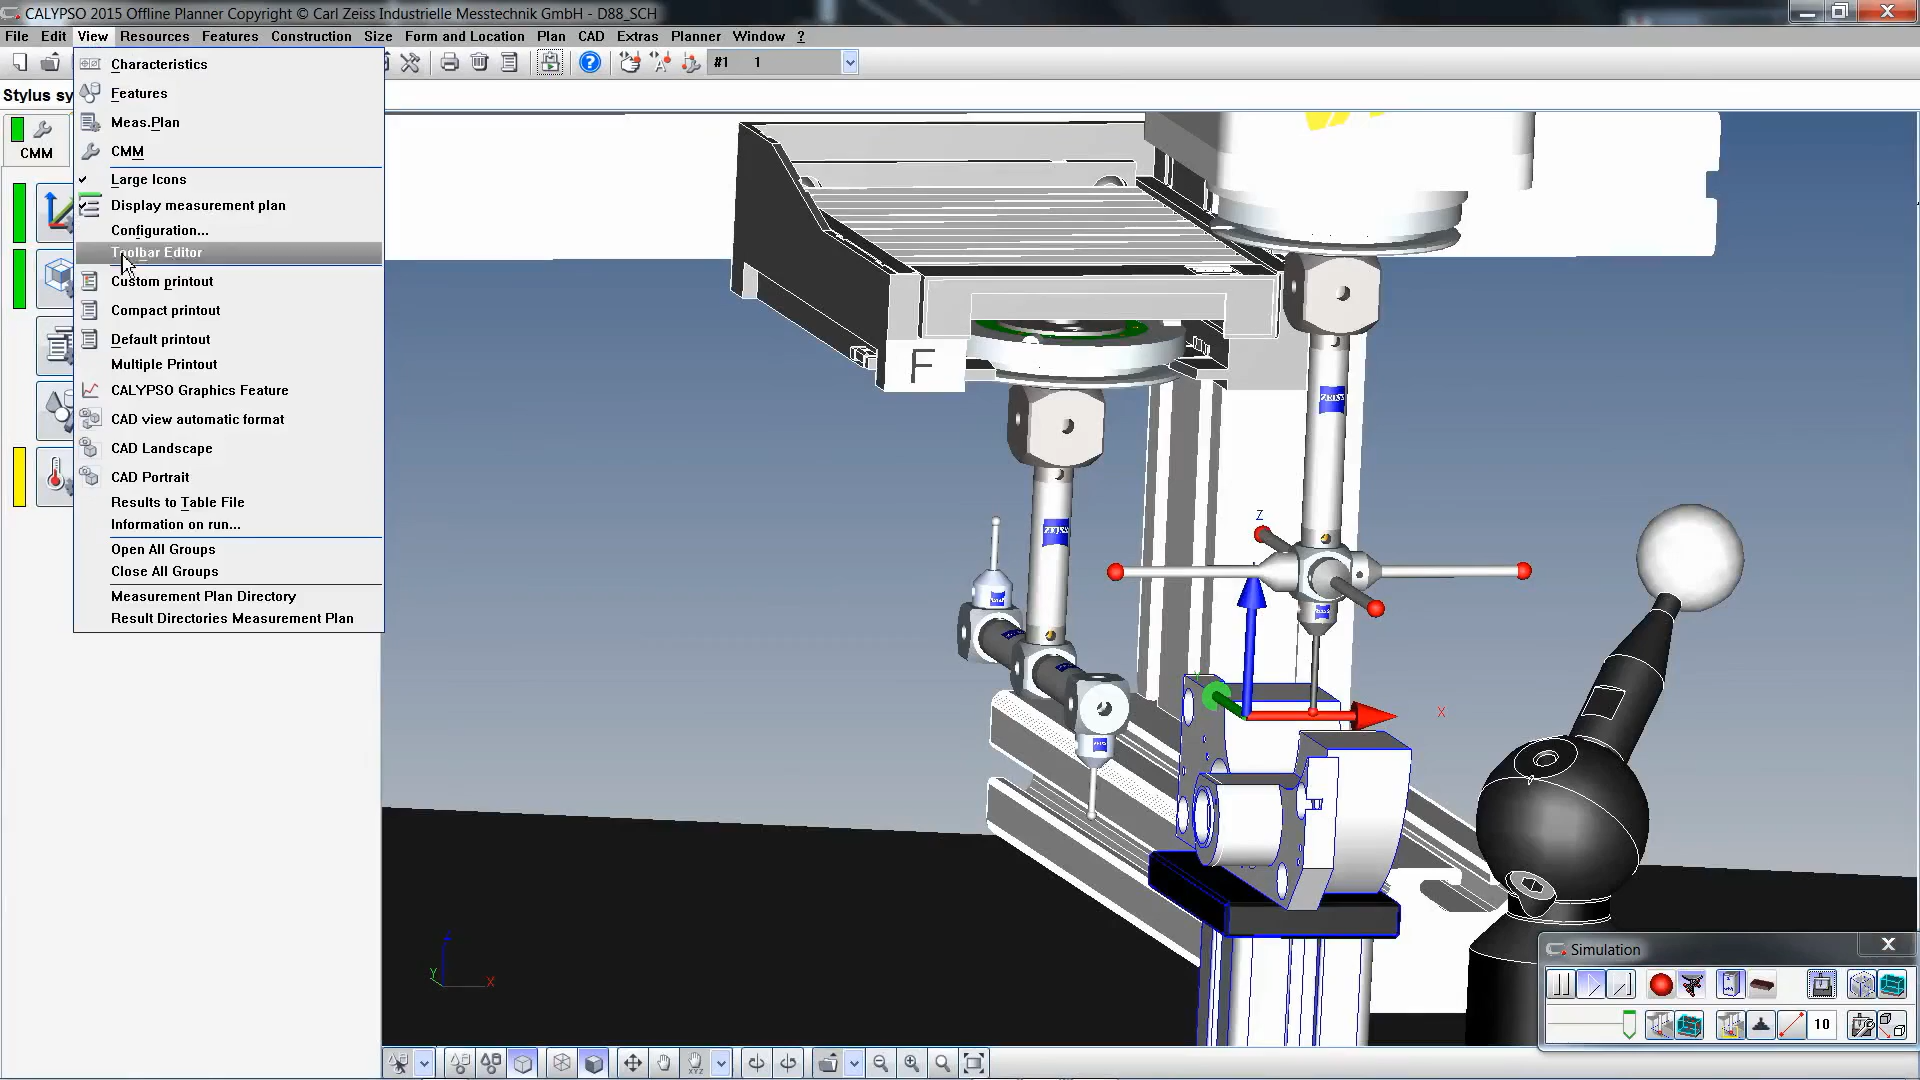 CALYPSO 2015 Offline Planner Copyright © Carl Zeiss Industrielle Messtechnik GmbH - D88_SCH
File Edit View Resources Features Construction Size Form and Location Plan CAD Extras Planner Window ?
#1 1
Stylus sy
CMM
Characteristics
Features
Meas.Plan
CMM
Large Icons
Display measurement plan
Configuration...
Toolbar Editor
Custom printout
Compact printout
Default printout
Multiple Printout
CALYPSO Graphics Feature
CAD view automatic format
CAD Landscape
CAD Portrait
Results to Table File
Information on run...
Open All Groups
Close All Groups
Measurement Plan Directory
Result Directories Measurement Plan
F
ZEISS
ZEISS
Z
X
Y
X
Simulation
10
XYZ